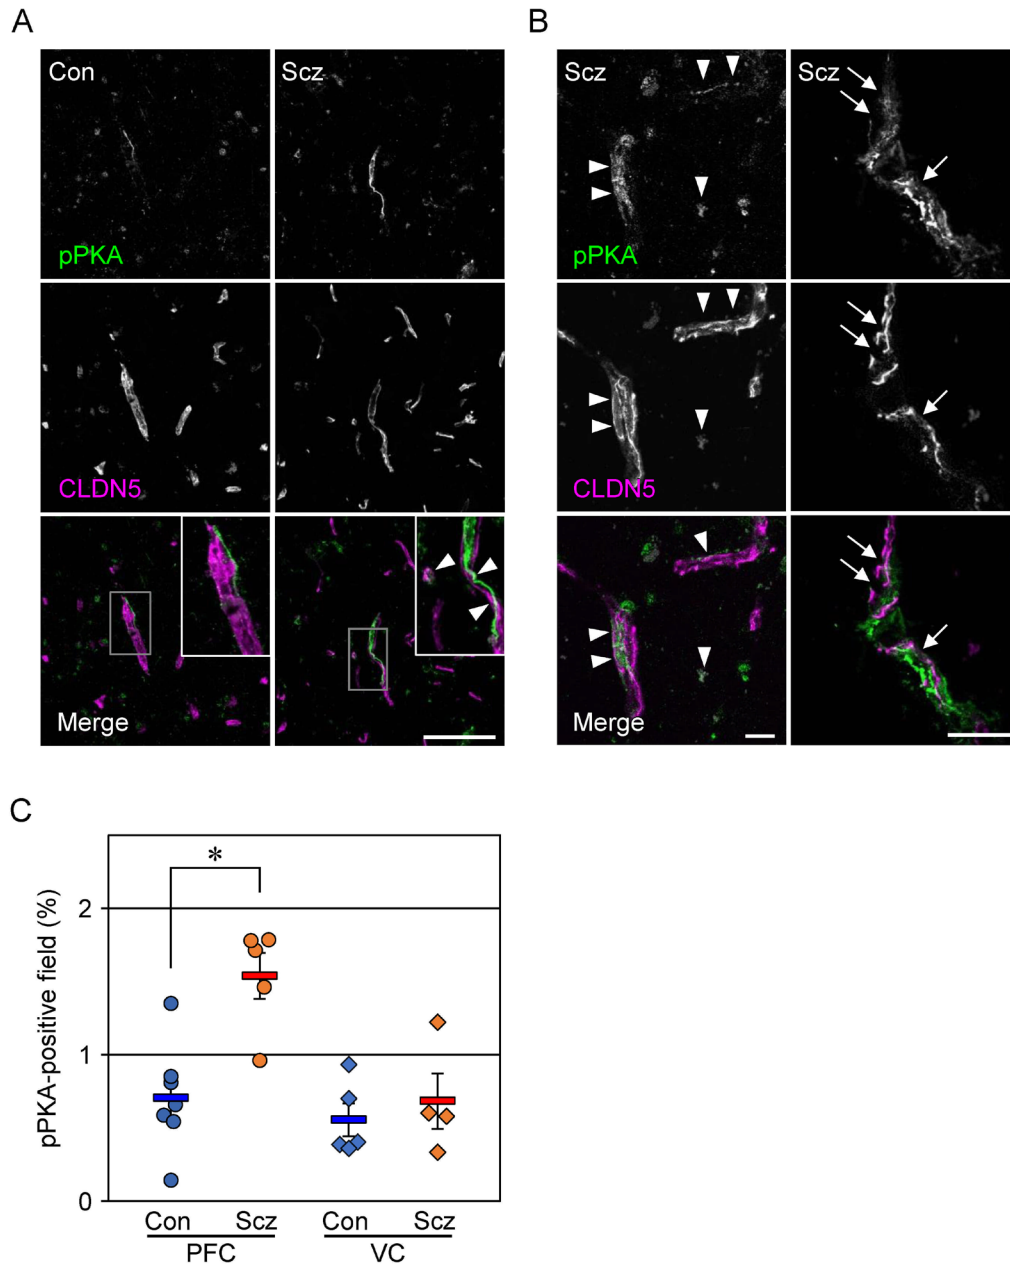 A
B
Con
Scz
Scz
Scz
pPKA
pPKA
CLDN5
CLDN5
Merge
Merge
C
*
pPKA-positive field (%)
2
1
0
Con
Scz
Con
Scz
PFC
VC